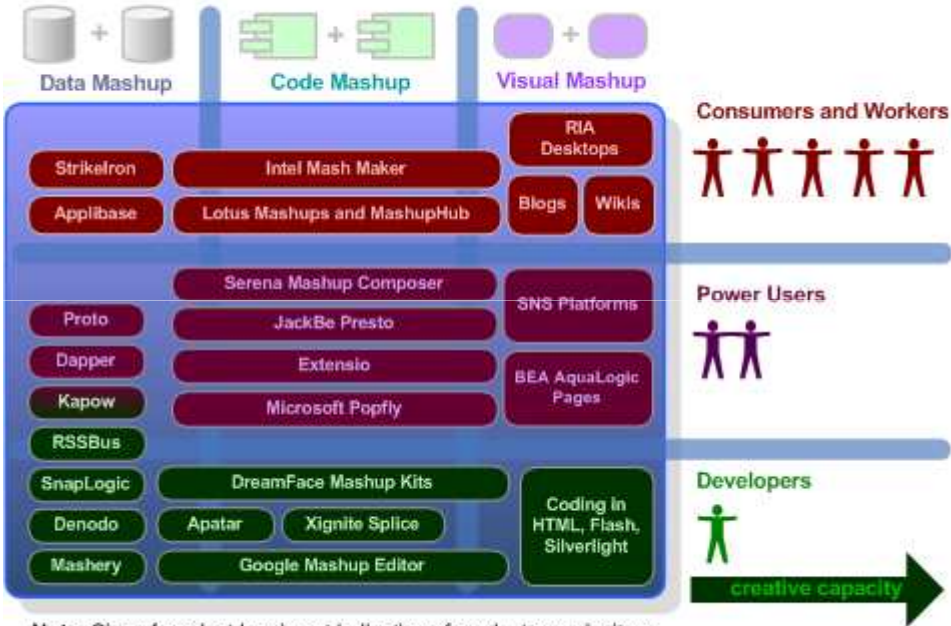 Data Mashup
Code Mashup
Visual Mashup
Consumers and Workers
RIA
Desktops
StrikeIron
Intel Mash Maker
Applibase
Lotus Mashups and MashupHub
Blogs
Wikis
Serena Mashup Composer
SNS Platforms
Power Users
Proto
JackBe Presto
Dapper
Extensio
BEA AquaLogic
Pages
Kapow
Microsoft Popfly
RSSBus
SnapLogic
DreamFace Mashup Kits
Developers
Coding in
HTML, Flash,
Silverlight
Denodo
Apatar
Xignite Splice
Mashery
Google Mashup Editor
creative capacity